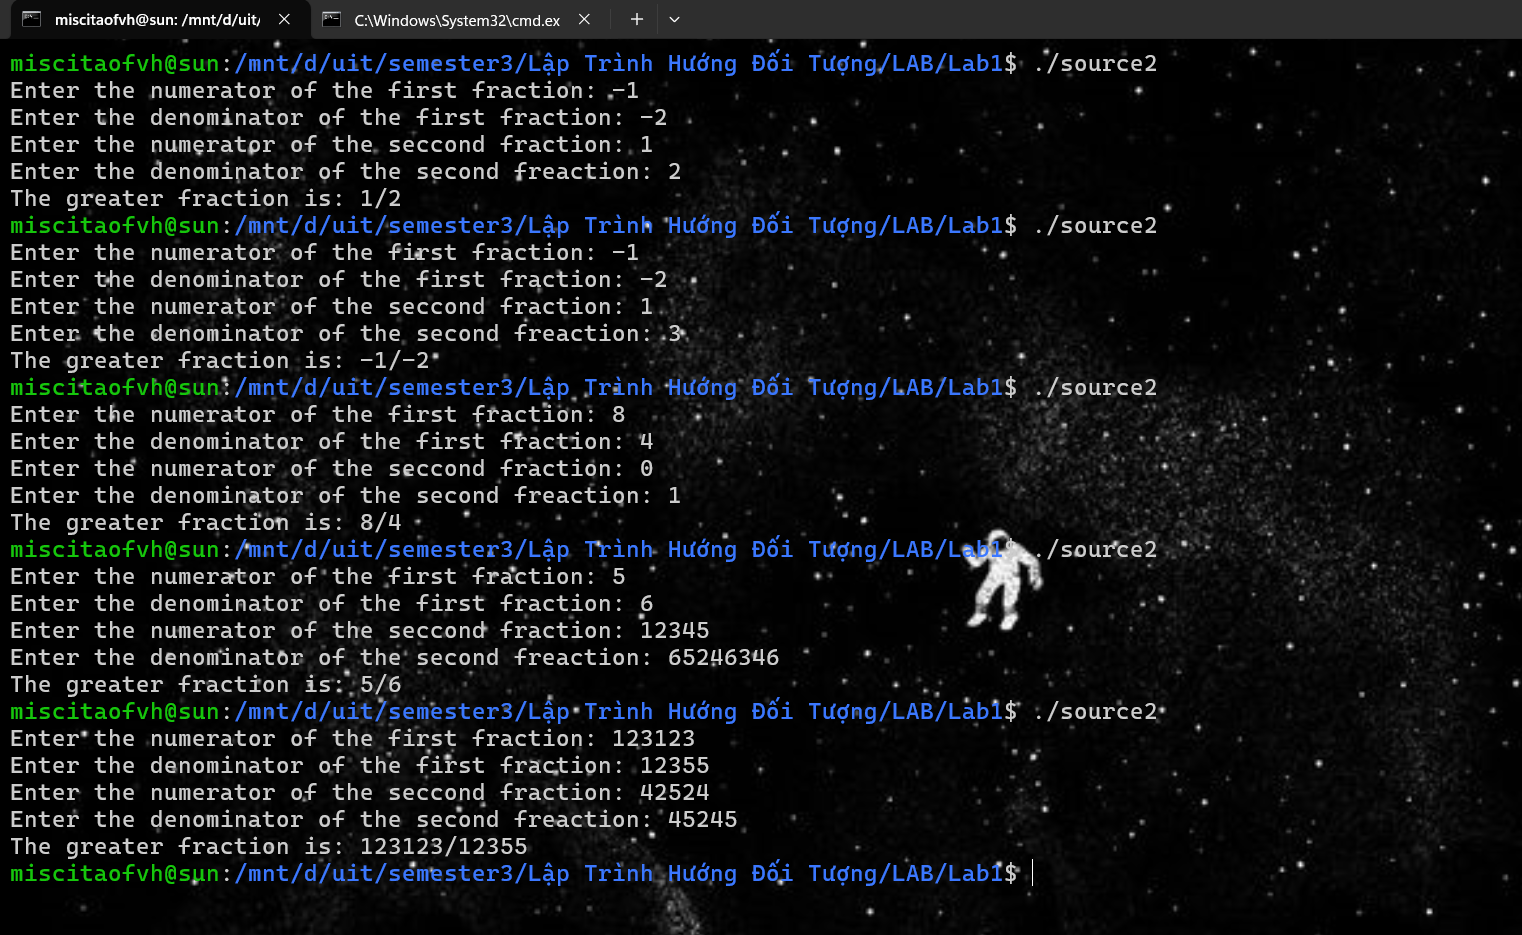 miscitaofvh@sun: /mnt/d/uit/ C:\Windows\System32\cmd.ex
miscitaofvh@sun:/mnt/d/uit/semester3/Lập Trình Hướng Đối Tượng/LAB/Lab1$ ./source2
Enter the numerator of the first fraction: -1
Enter the denominator of the first fraction: -2
Enter the numerator of the seccond fraction: 1
Enter the denominator of the second freaction: 2
The greater fraction is: 1/2
miscitaofvh@sun:/mnt/d/uit/semester3/Lập Trình Hướng Đối Tượng/LAB/Lab1$ ./source2
Enter the numerator of the first fraction: -1
Enter the denominator of the first fraction: -2
Enter the numerator of the seccond fraction: 1
Enter the denominator of the second freaction: 3
The greater fraction is: -1/-2
miscitaofvh@sun:/mnt/d/uit/semester3/Lập Trình Hướng Đối Tượng/LAB/Lab1$ ./source2
Enter the numerator of the first fraction: 8
Enter the denominator of the first fraction: 4
Enter the numerator of the seccond fraction: 0
Enter the denominator of the second freaction: 1
The greater fraction is: 8/4
miscitaofvh@sun:/mnt/d/uit/semester3/Lập Trình Hướng Đối Tượng/LAB/Lab1$ ./source2
Enter the numerator of the first fraction: 5
Enter the denominator of the first fraction: 6
Enter the numerator of the seccond fraction: 12345
Enter the denominator of the second freaction: 65246346
The greater fraction is: 5/6
miscitaofvh@sun:/mnt/d/uit/semester3/Lập Trình Hướng Đối Tượng/LAB/Lab1$ ./source2
Enter the numerator of the first fraction: 123123
Enter the denominator of the first fraction: 12355
Enter the numerator of the seccond fraction: 42524
Enter the denominator of the second freaction: 45245
The greater fraction is: 123123/12355
miscitaofvh@sun:/mnt/d/uit/semester3/Lập Trình Hướng Đối Tượng/LAB/Lab1$